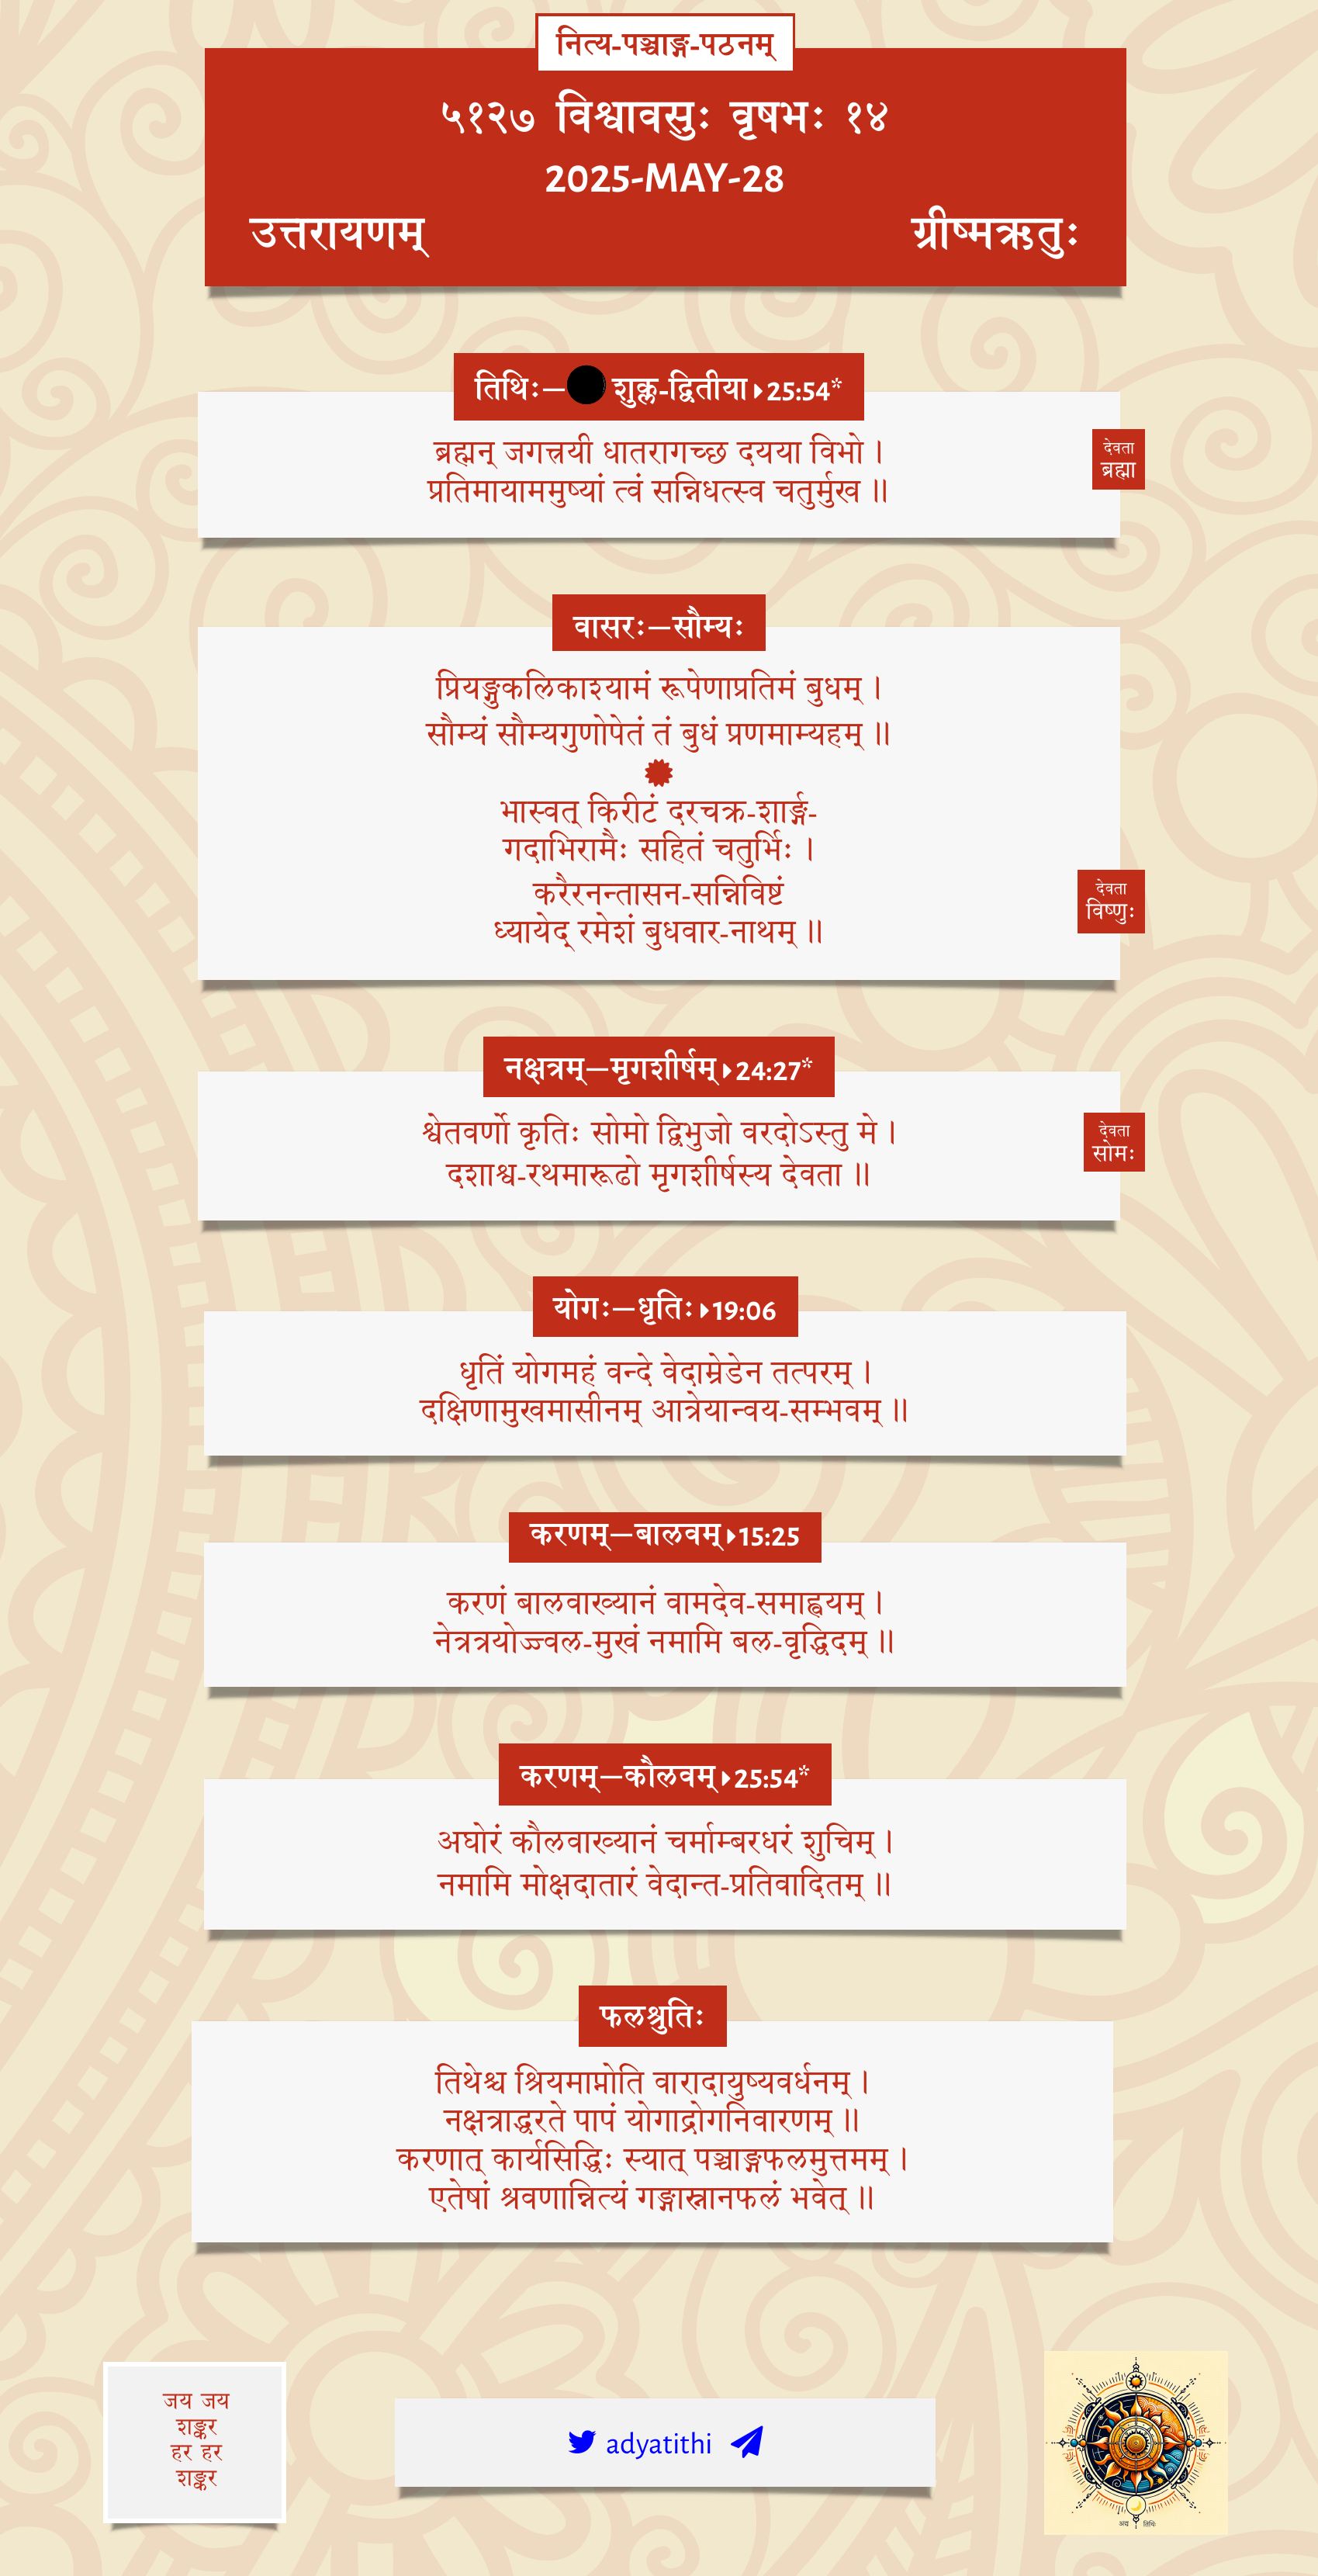 नित्य-पञ्चाङ्ग-पठनम्
५१२७ विश्वावसुः वृषभः १४
2025-MAY-28
उत्तरायणम् ग्रीष्मऋतुः
तिथिः—शुक्ल-द्वितीया 25:54*
ब्रह्मन् जगत्त्रयी धातरागच्छ दयया विभो ।
प्रतिमायाममुष्यां त्वं सन्निधत्स्व चतुर्मुख ॥
देवता
ब्रह्मा
वासरः—सौम्यः
प्रियङ्गुकलिकाश्यामं रूपेणाप्रतिमं बुधम् ।
सौम्यं सौम्यगुणोपेतं तं बुधं प्रणमाम्यहम् ॥
भास्वत् किरीटं दरचक्र-शार्ङ्ग-
गदाभिरामैः सहितं चतुर्भिः ।
करैरनन्तासन-सन्निविष्टं
ध्यायेद् रमेशं बुधवार-नाथम् ॥
देवता
विष्णुः
नक्षत्रम्—मृगशीर्षम् 24:27*
श्वेतवर्णो कृतिः सोमो द्विभुजो वरदोऽस्तु मे ।
दशाश्व-रथमारूढो मृगशीर्षस्य देवता ॥
देवता
सोमः
योगः—धृतिः 19:06
धृतिं योगमहं वन्दे वेदाम्रेडेन तत्परम् ।
दक्षिणामुखमासीनम् आत्रेयान्वय-सम्भवम् ॥
करणम्—बालवम् 15:25
करणं बालवाख्यानं वामदेव-समाह्वयम् ।
नेत्रत्रयोज्ज्वल-मुखं नमामि बल-वृद्धिदम् ॥
करणम्—कौलवम् 25:54*
अघोरं कौलवाख्यानं चर्माम्बरधरं शुचिम् ।
नमामि मोक्षदातारं वेदान्त-प्रतिवादितम् ॥
फलश्रुतिः
तिथेश्च श्रियमाप्नोति वारादायुष्यवर्धनम् ।
नक्षत्राद्धरते पापं योगाद्रोगनिवारणम् ॥
करणात् कार्यसिद्धिः स्यात् पञ्चाङ्गफलमुत्तमम् ।
एतेषां श्रवणान्नित्यं गङ्गास्नानफलं भवेत् ॥
जय जय
शङ्कर
हर हर
शङ्कर
adyatithi
अद्य तिथिः